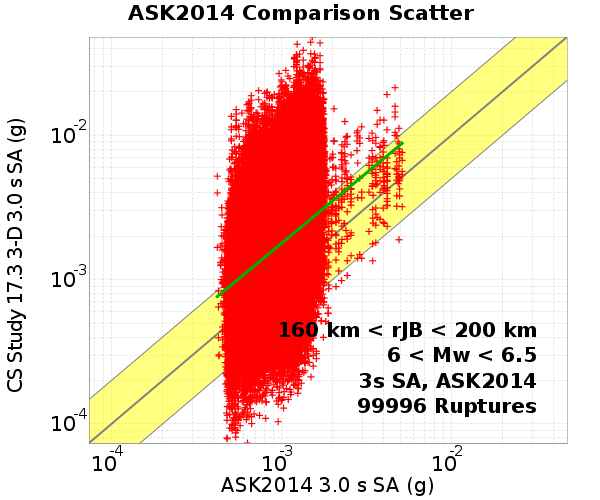 ASK2014 Comparison Scatter
CS Study 17.3 3-D 3.0 s SA (g)
10-2
10-3
10-4
160 km < rJB < 200 km
6 < Mw < 6.5
3s SA, ASK2014
99996 Ruptures
10-4 10-3 10-2
ASK2014 3.0 s SA (g)